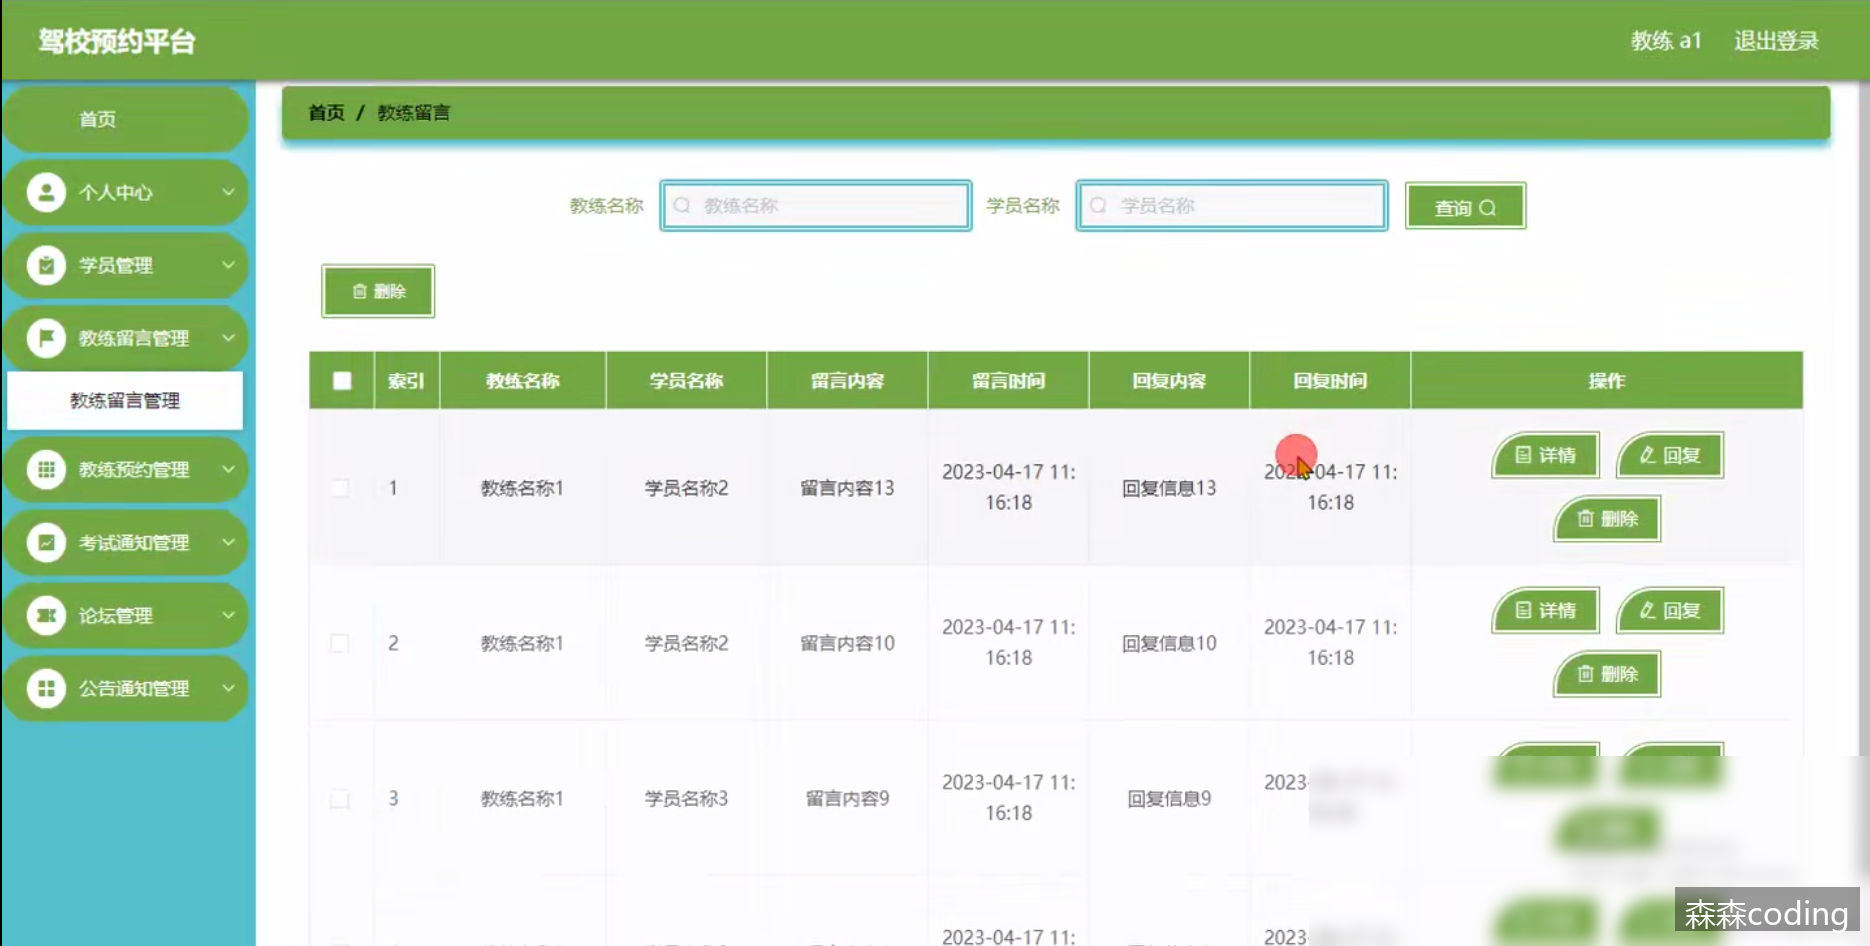 驾校预约平台
教练 a1 退出登录
首页
个人中心
学员管理
教练留言管理
教练留言管理
教练预约管理
考试通知管理
论坛管理
公告通知管理
首页 / 教练留言
教练名称 教练名称 学员名称 学员名称 查询
删除
索引 教练名称 学员名称 留言内容 留言时间 回复内容 回复时间 操作
1 教练名称1 学员名称2 留言内容13 2023-04-17 11:16:18 回复信息13 2023-04-17 11:16:18 详情 回复 删除
2 教练名称1 学员名称2 留言内容10 2023-04-17 11:16:18 回复信息10 2023-04-17 11:16:18 详情 回复 删除
3 教练名称1 学员名称3 留言内容9 2023-04-17 11:16:18 回复信息9 2023-
2023-04-17 11: 2023-
森森coding